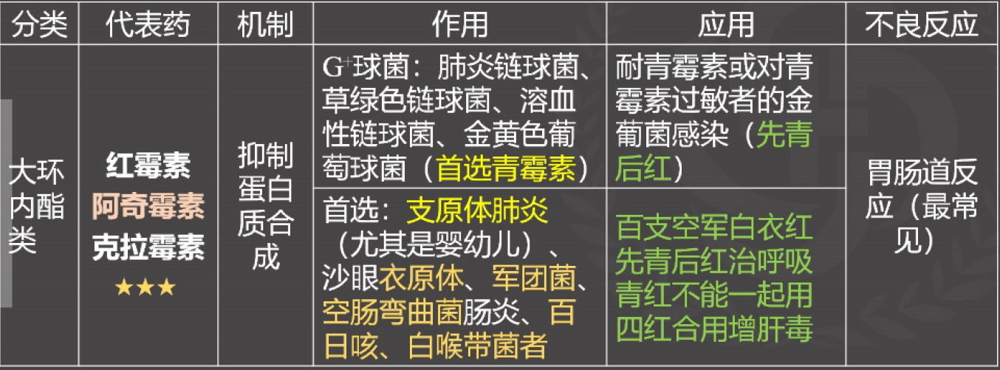 分类 代表药 机制 作用 应用 不良反应
大环
内酯
类
红霉素
阿奇霉素
克拉霉素
★★★
抑制
蛋白
质合
成
G+球菌：肺炎链球菌、
草绿色链球菌、溶血
性链球菌、金黄色葡
萄球菌（首选青霉素）
耐青霉素或对青
霉素过敏者的金
葡菌感染（先青
后红）
首选：支原体肺炎
（尤其是婴幼儿）、
沙眼衣原体、军团菌、
空肠弯曲菌肠炎、百
日咳、白喉带菌者
百支空军白衣红
先青后红治呼吸
青红不能一起用
四红合用增肝毒
胃肠道反
应（最常
见）